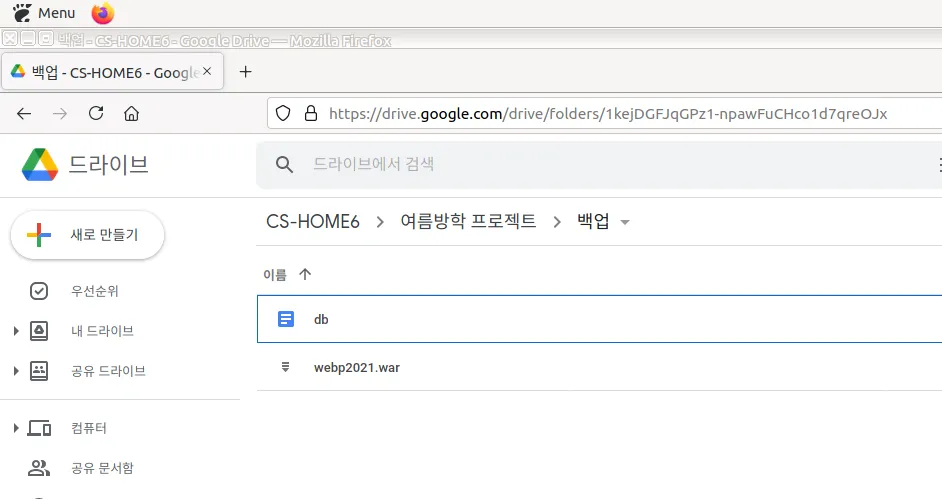 Menu
백업 - CS-HOME6 - Google Drive — Mozilla Firefox
백업 - CS-HOME6 - Google
https://drive.google.com/drive/folders/1kejDGFJqGPz1-npawFuCHco1d7qreOJx
드라이브
드라이브에서 검색
새로 만들기
CS-HOME6 > 여름방학 프로젝트 > 백업
이름
우선순위
db
내 드라이브
webp2021.war
공유 드라이브
컴퓨터
공유 문서함